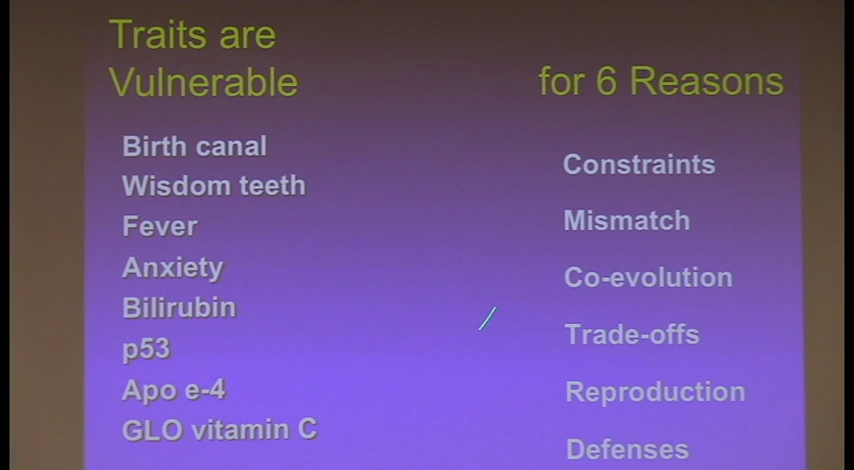 Traits are
Vulnerable
Birth canal
Wisdom teeth
Fever
Anxiety
Bilirubin
p53
Apo e-4
GLO vitamin C
for 6 Reasons
Constraints
Mismatch
Co-evolution
Trade-offs
Reproduction
Defenses